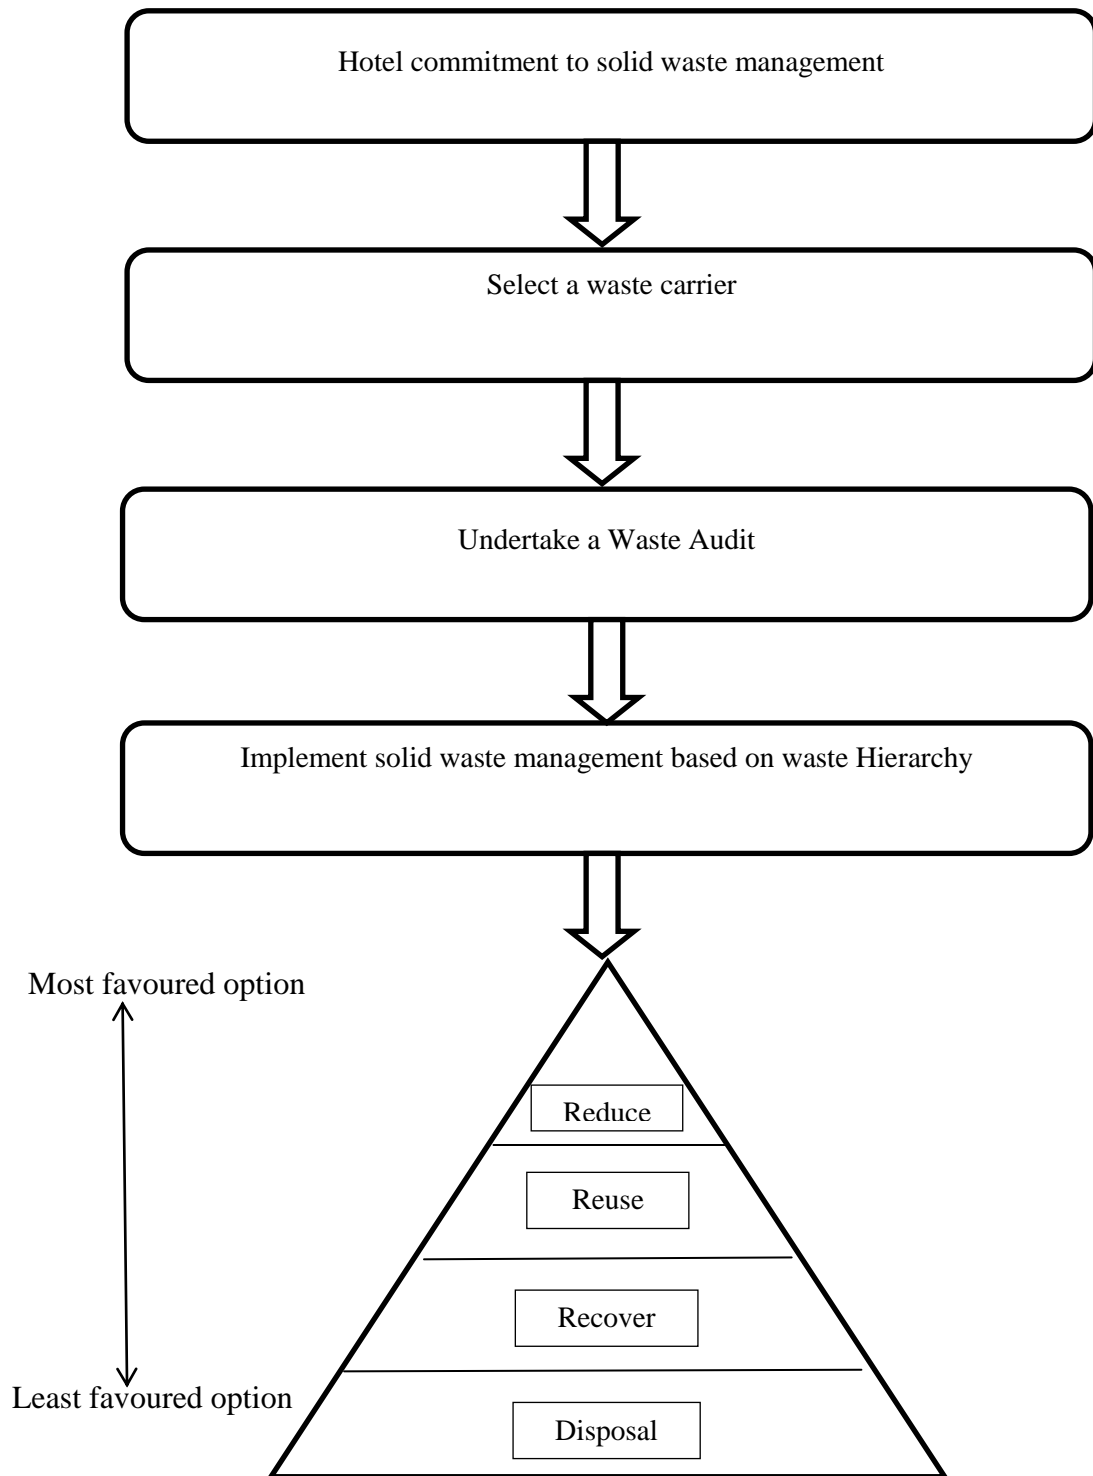 Hotel commitment to solid waste management
Select a waste carrier
Undertake a Waste Audit
Implement solid waste management based on waste Hierarchy
Most favoured option
Reduce
Reuse
Recover
Least favoured option
Disposal